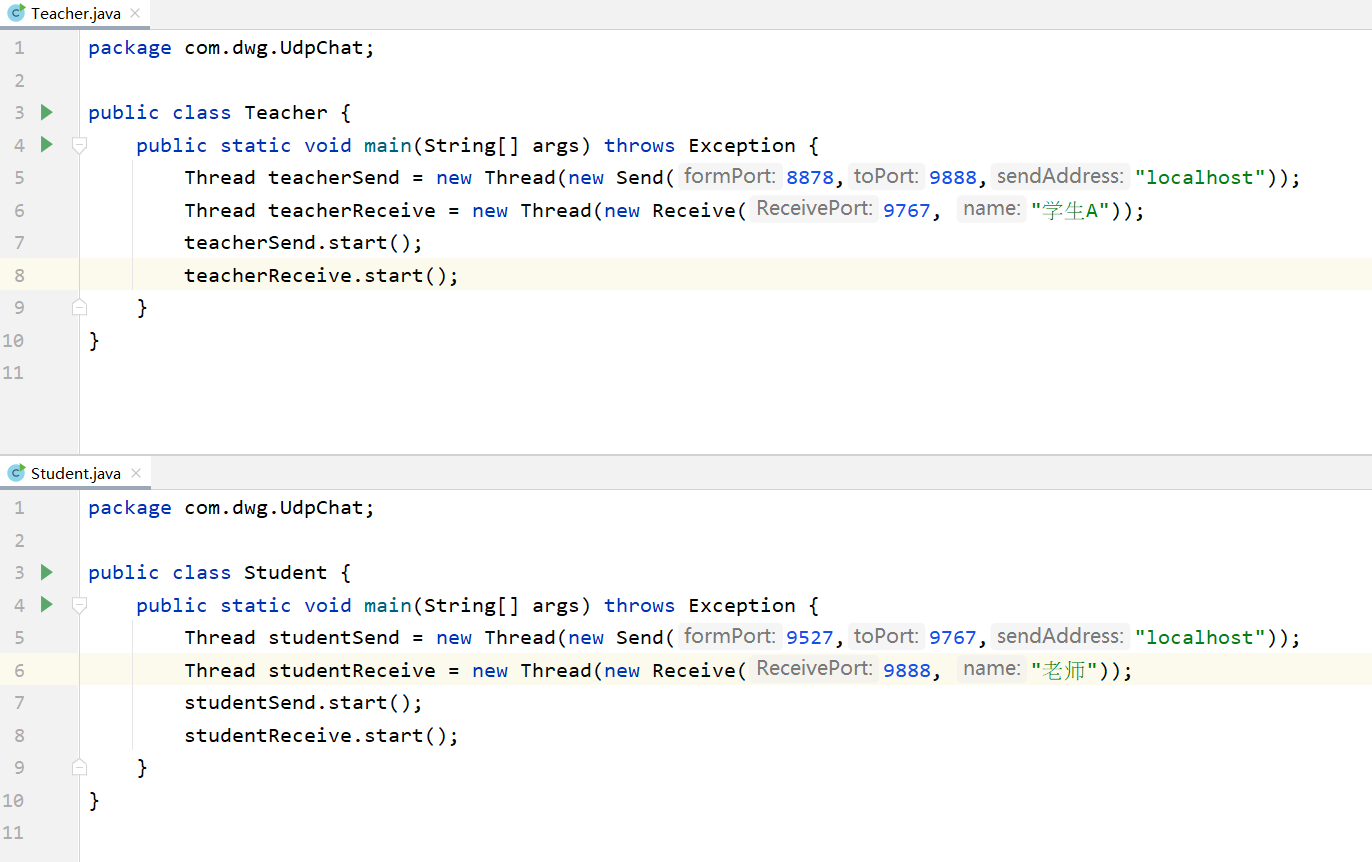 Teacher.java
1 package com.dwg.UdpChat;
2
3 public class Teacher {
4 public static void main(String[] args) throws Exception {
5 Thread teacherSend = new Thread(new Send( formPort: 8878, toPort: 9888, sendAddress: "localhost"));
6 Thread teacherReceive = new Thread(new Receive( ReceivePort: 9767, name: "学生A"));
7 teacherSend.start();
8 teacherReceive.start();
9 }
10 }
11
Student.java
1 package com.dwg.UdpChat;
2
3 public class Student {
4 public static void main(String[] args) throws Exception {
5 Thread studentSend = new Thread(new Send( formPort: 9527, toPort: 9767, sendAddress: "localhost"));
6 Thread studentReceive = new Thread(new Receive( ReceivePort: 9888, name: "老师"));
7 studentSend.start();
8 studentReceive.start();
9 }
10 }
11